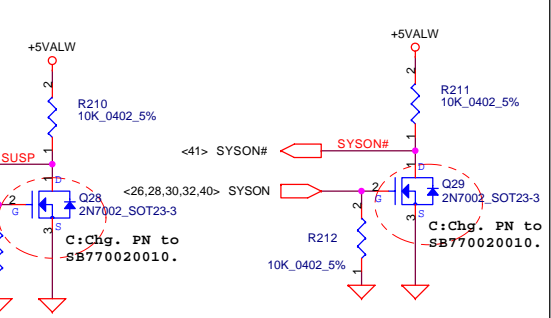 +5VALW
+5VALW
2
R210
10K_0402_5%
1
2
R211
10K_0402_5%
1
SUSP
<41> SYSON#
SYSON#
1
D
2
G
Q28
2N7002_SOT23-3
S
3
C:Chg. PN to
SB770020010.
<26,28,30,32,40> SYSON
1
D
2
G
Q29
2N7002_SOT23-3
S
3
C:Chg. PN to
SB770020010.
2
R212
10K_0402_5%
1